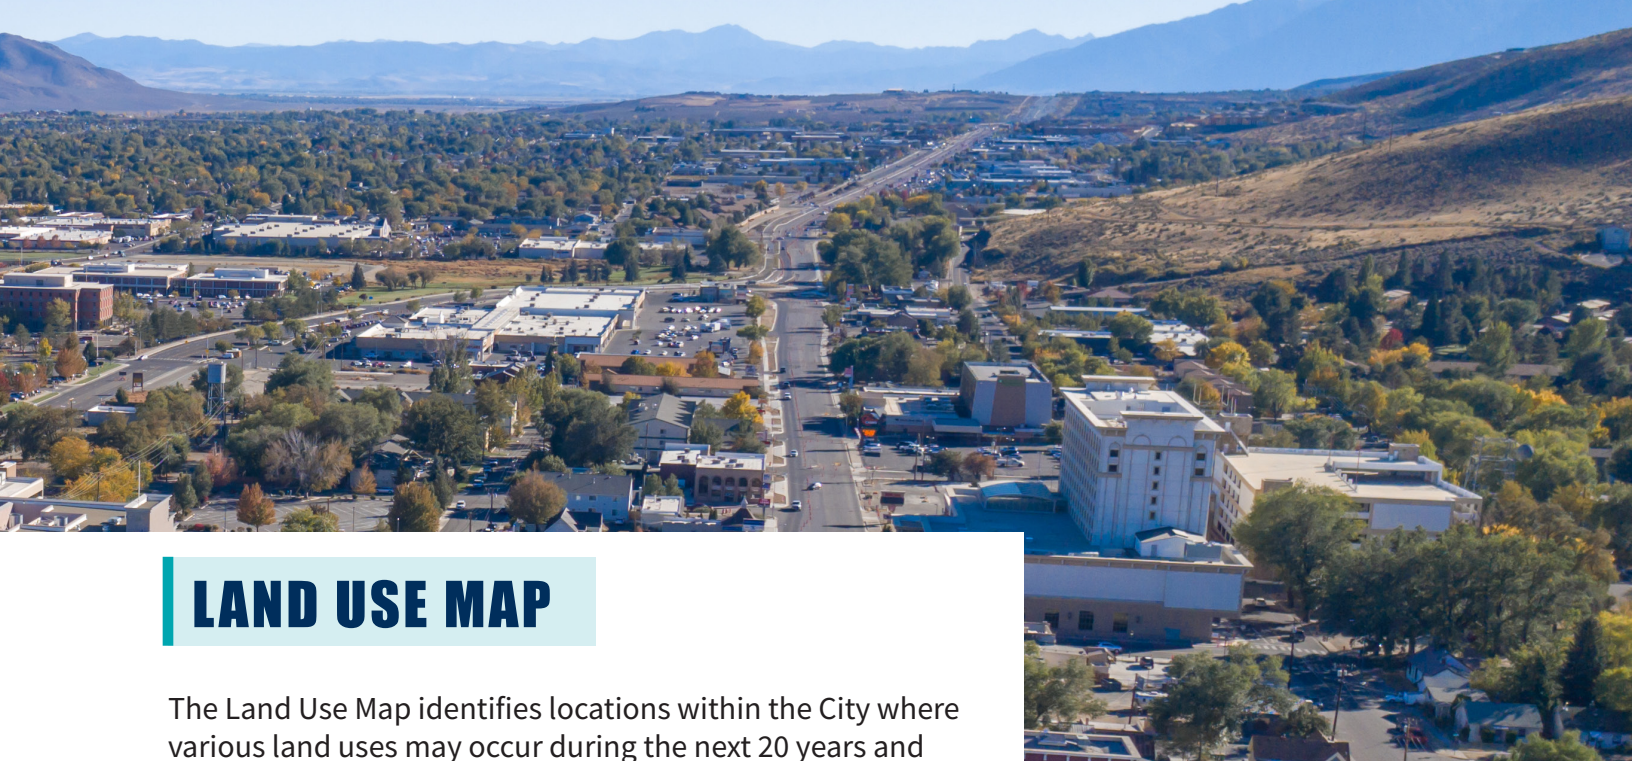 LAND USE MAP
The Land Use Map identifies locations within the City where
various land uses may occur during the next 20 years and